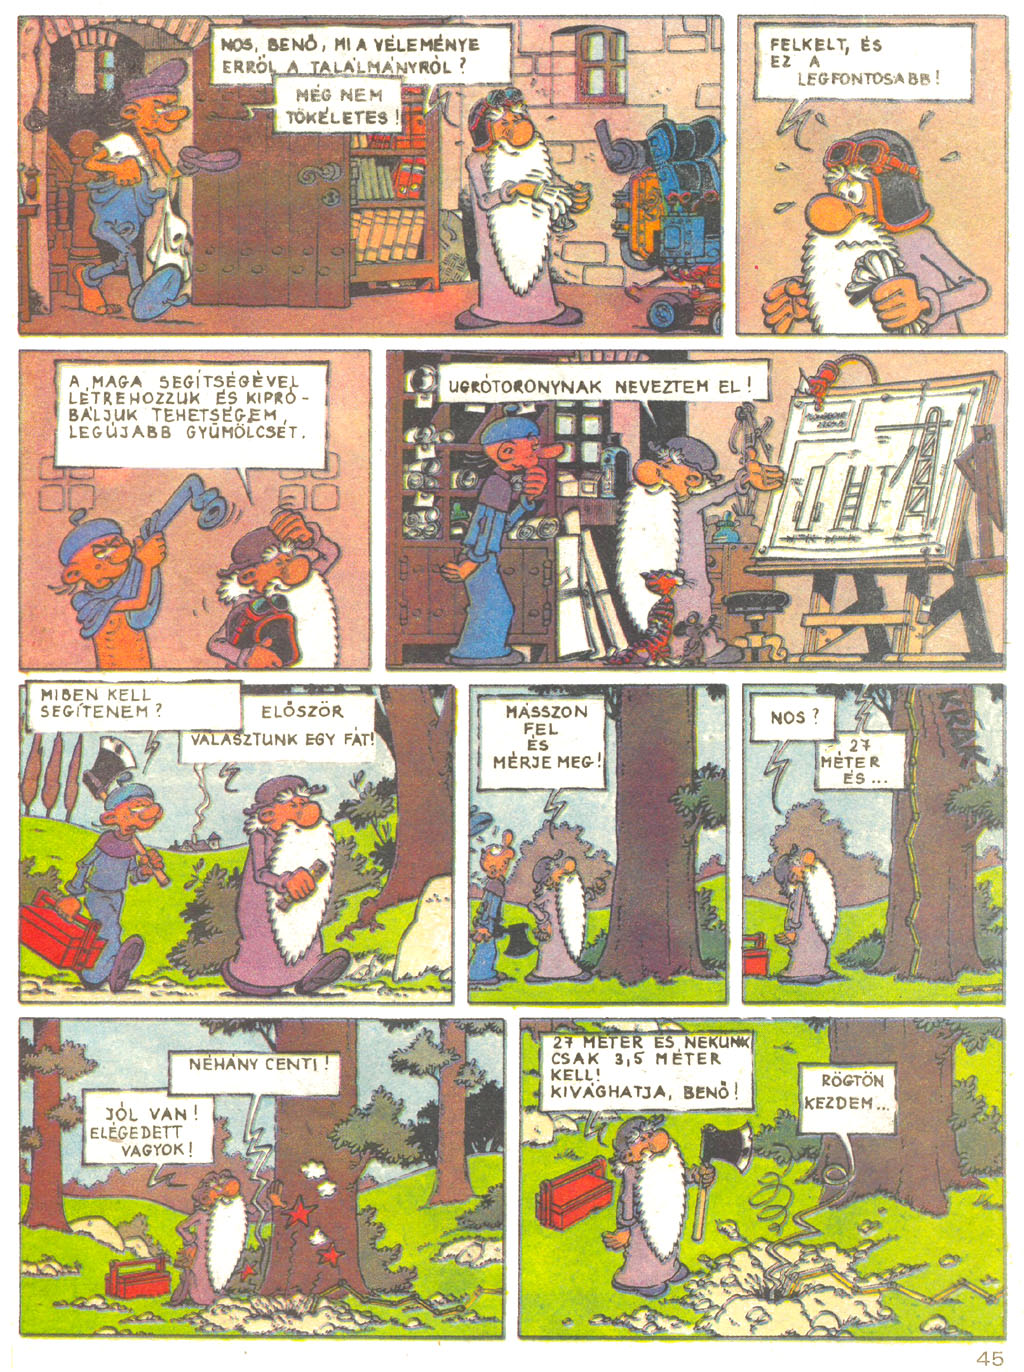 NOS, BENŐ, MI A VÉLEMÉNYE
ERRŐL A TALÁLMÁNYRÓL?
MÉG NEM
TÖKÉLETES!
FELKELT, ÉS
EZ A
LEGFONTOSABB!
A MAGA SEGÍTSÉGÉVEL
LÉTREHOZZUK ÉS KIPRÓ-
BÁLJUK TEHETSÉGEM,
LEGÚJABB GYÜMÖLCSÉT.
UGRÓTORONYNAK NEVEZTEM EL!
MIBEN KELL
SEGÍTENEM?
ELŐSZÖR
VÁLASZTUNK EGY FÁT!
MÁSSZON
FEL
ÉS
MÉRJE MEG!
NOS?
27
MÉTER
ÉS...
KRAK
NÉHÁNY CENTI!
JÓL VAN!
ELÉGEDETT
VAGYOK!
27 MÉTER ÉS NEKÜNK
CSAK 3,5 MÉTER
KELL!
KIVÁGHATJA, BENŐ!
RÖGTÖN
KEZDEM...
45